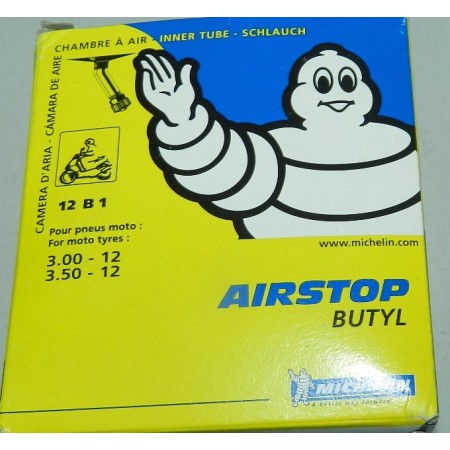 CHAMBRE À AIR - INNER TUBE - SCHLAUCH
CAMERA D'ARIA - CÁMARA DE AIRE
12 B 1
Pour pneus moto :
For moto tyres :
3.00 - 12
3.50 - 12
www.michelin.com
AIRSTOP
BUTYL
MICHELIN